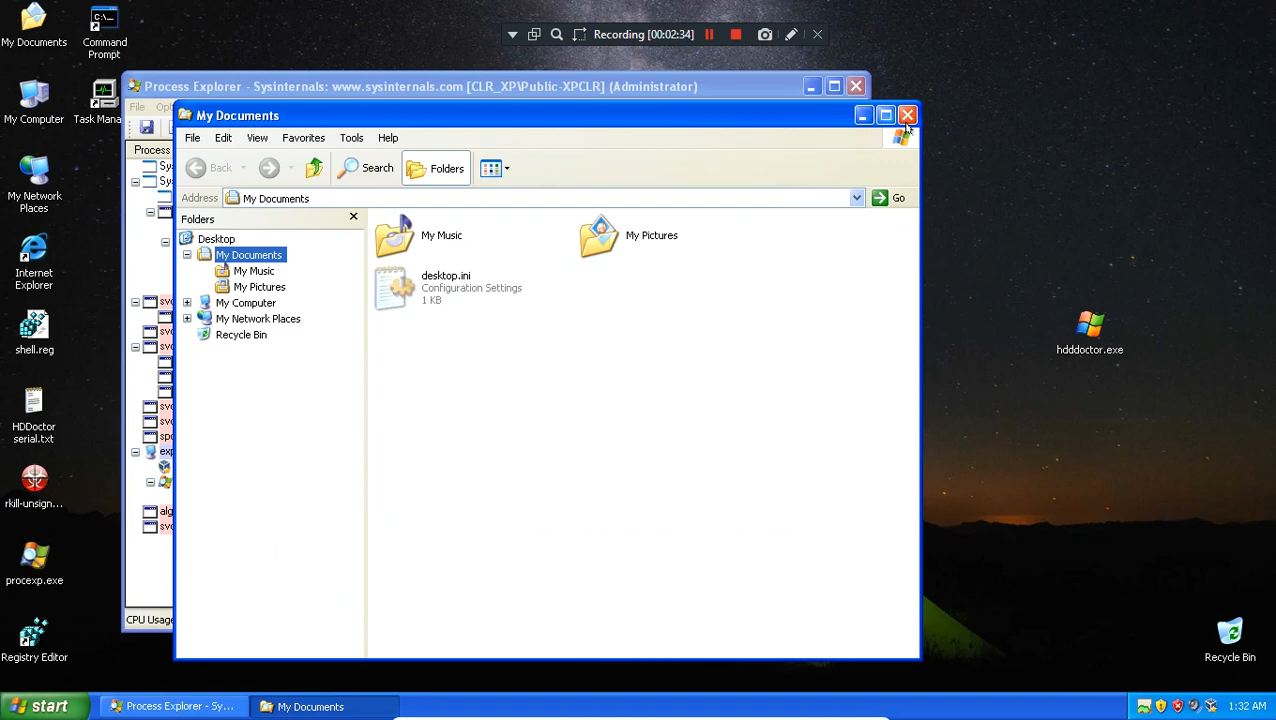 My Documents
Command
Prompt
Recording [00:02:34]
My Computer
Task Mana
Process Explorer - Sysinternals: www.sysinternals.com [CLR_XP\Public-XPCLR] (Administrator)
File
My Documents
File Edit View Favorites Tools Help
Process
Back
Search
Folders
Address
My Documents
Go
My Network
Places
Folders
Desktop
My Documents
My Music
My Pictures
My Computer
My Network Places
Recycle Bin
My Music
My Pictures
desktop.ini
Configuration Settings
1 KB
Internet
Explorer
shell.reg
hdddoctor.exe
HDDoctor
serial.txt
rkill-unsign...
procexp.exe
CPU Usage
Registry Editor
Recycle Bin
start
Process Explorer - Sy...
My Documents
1:32 AM